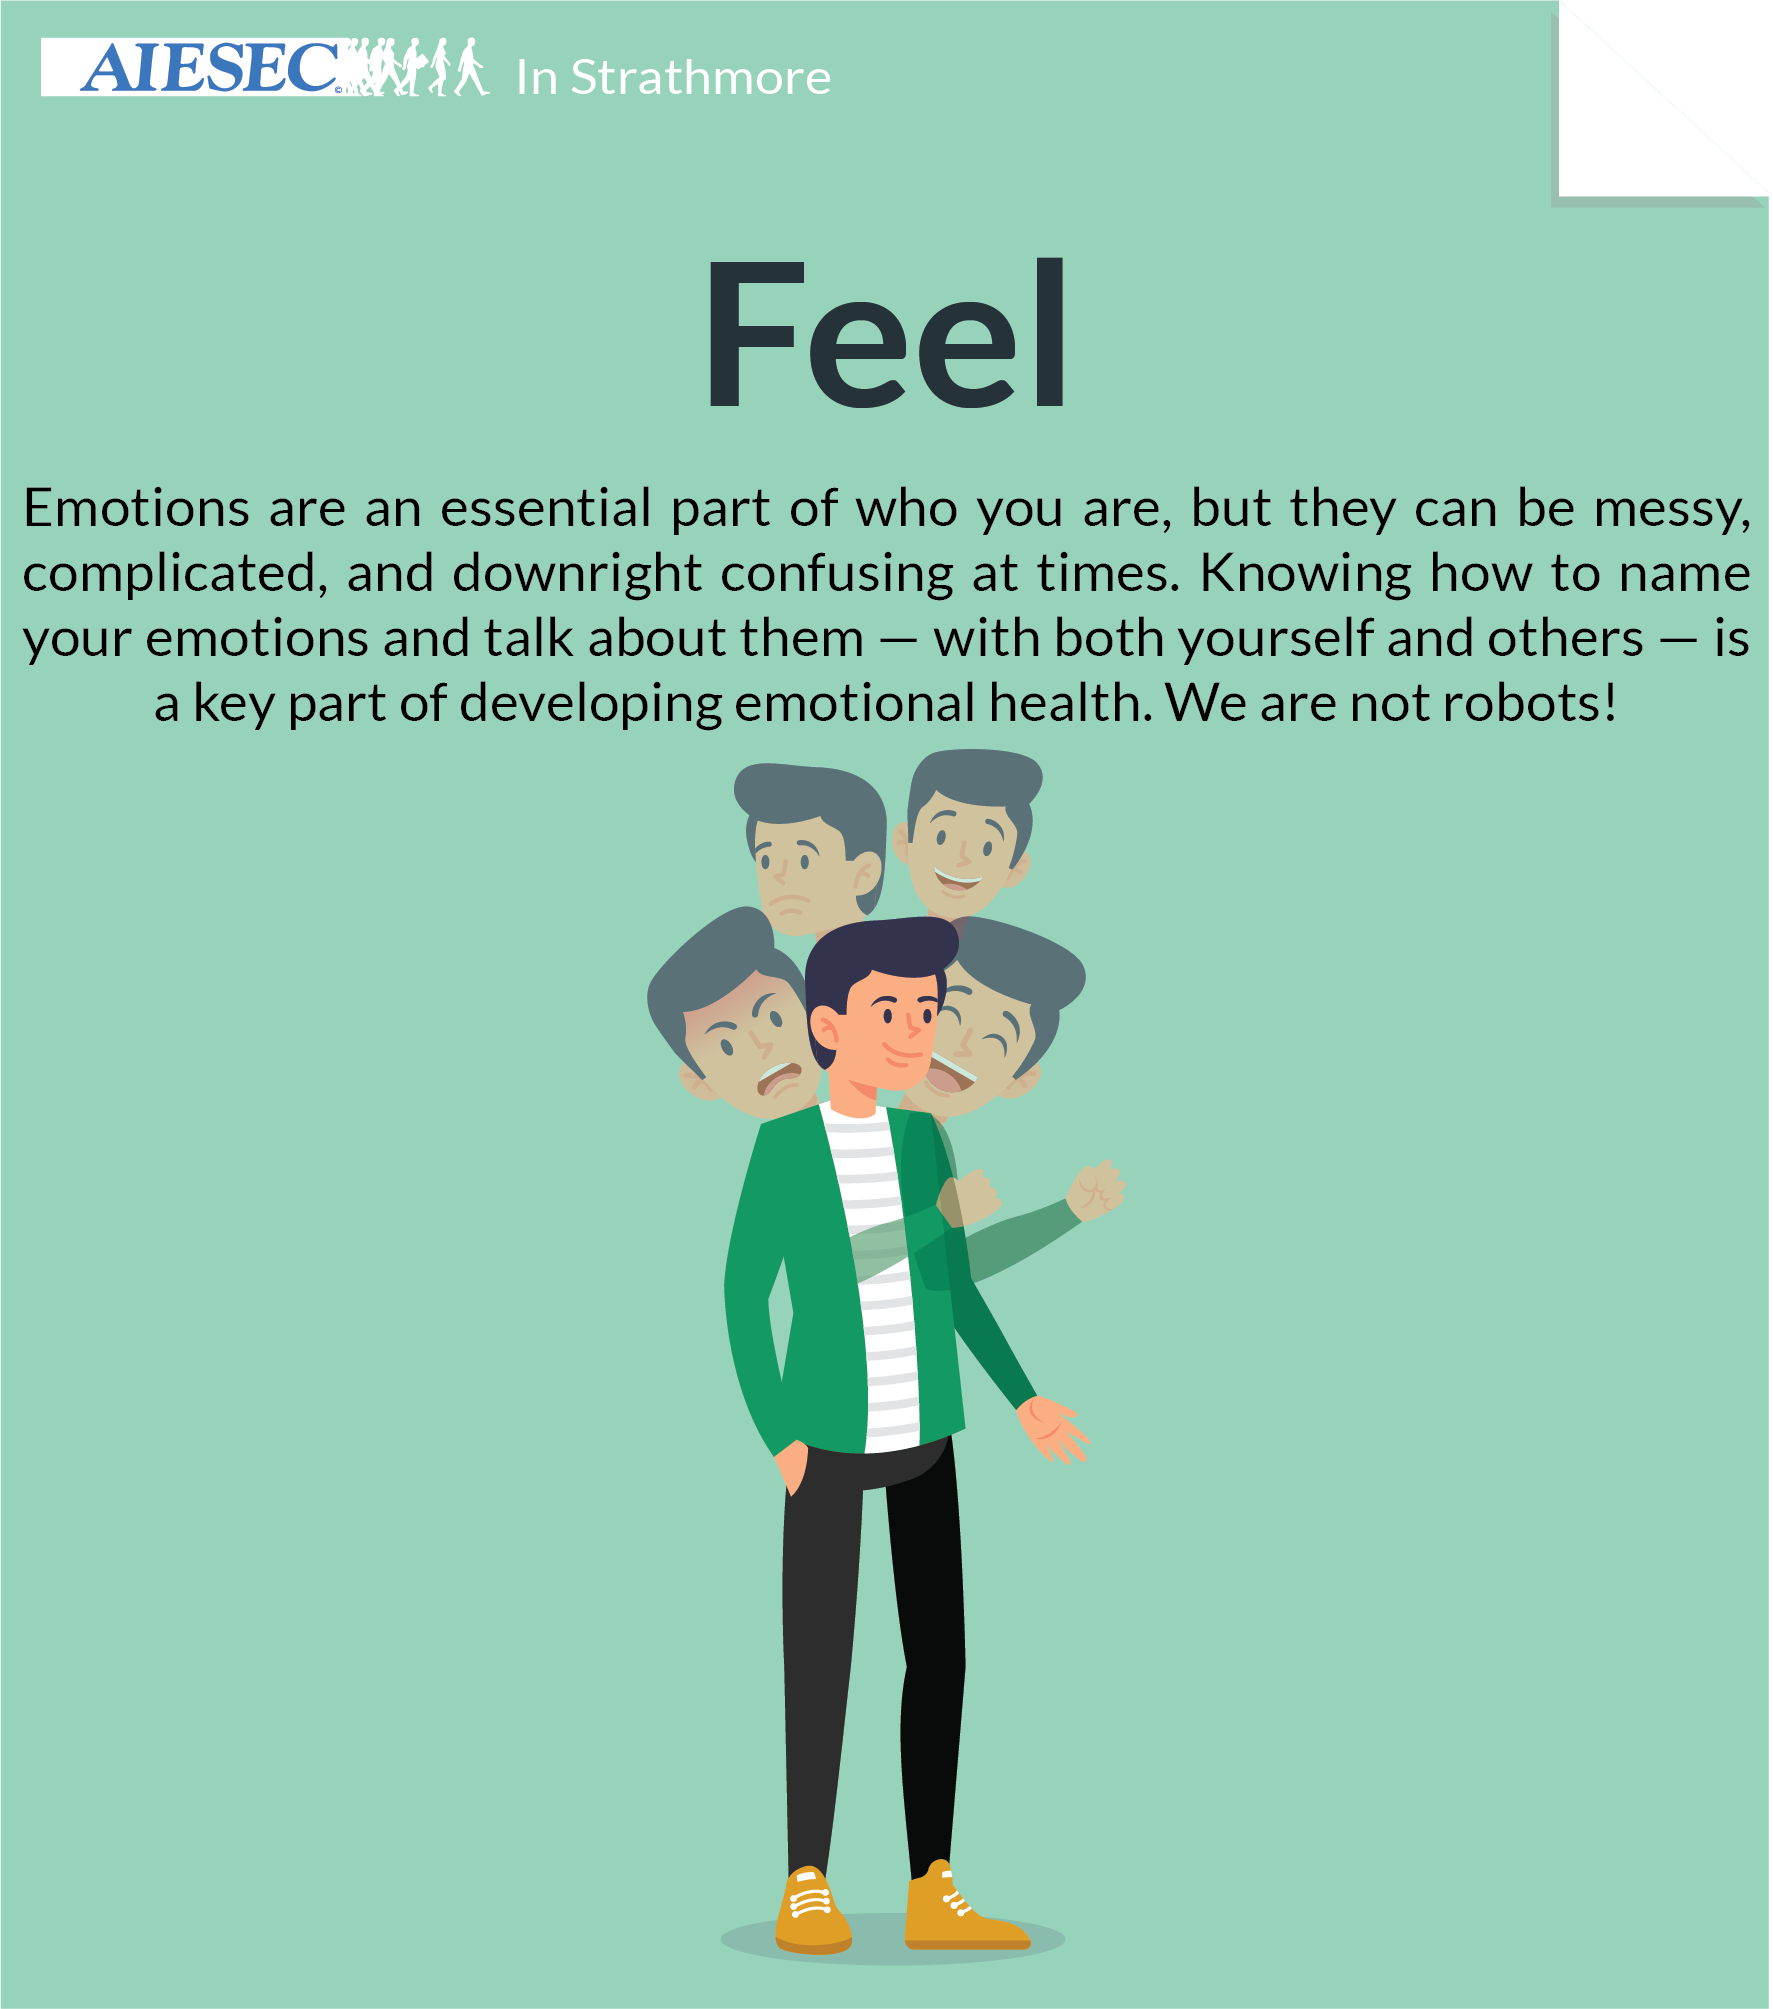 AIESEC In Strathmore
Feel
Emotions are an essential part of who you are, but they can be messy,
complicated, and downright confusing at times. Knowing how to name
your emotions and talk about them — with both yourself and others — is
a key part of developing emotional health. We are not robots!